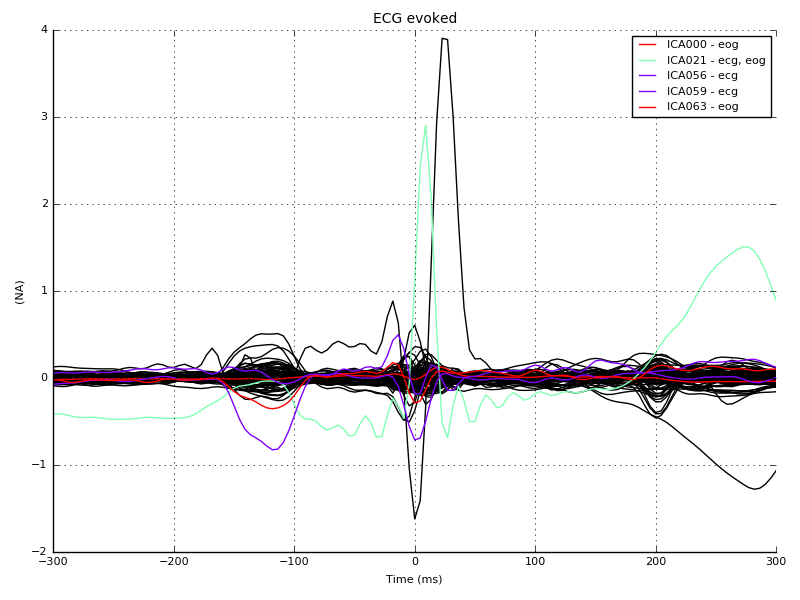 ECG evoked
ICA000 - eog
ICA021 - ecg, eog
ICA056 - ecg
ICA059 - ecg
ICA063 - eog
4
3
2
1
0
−1
−2
(NA)
−300 −200 −100 0 100 200 300
Time (ms)